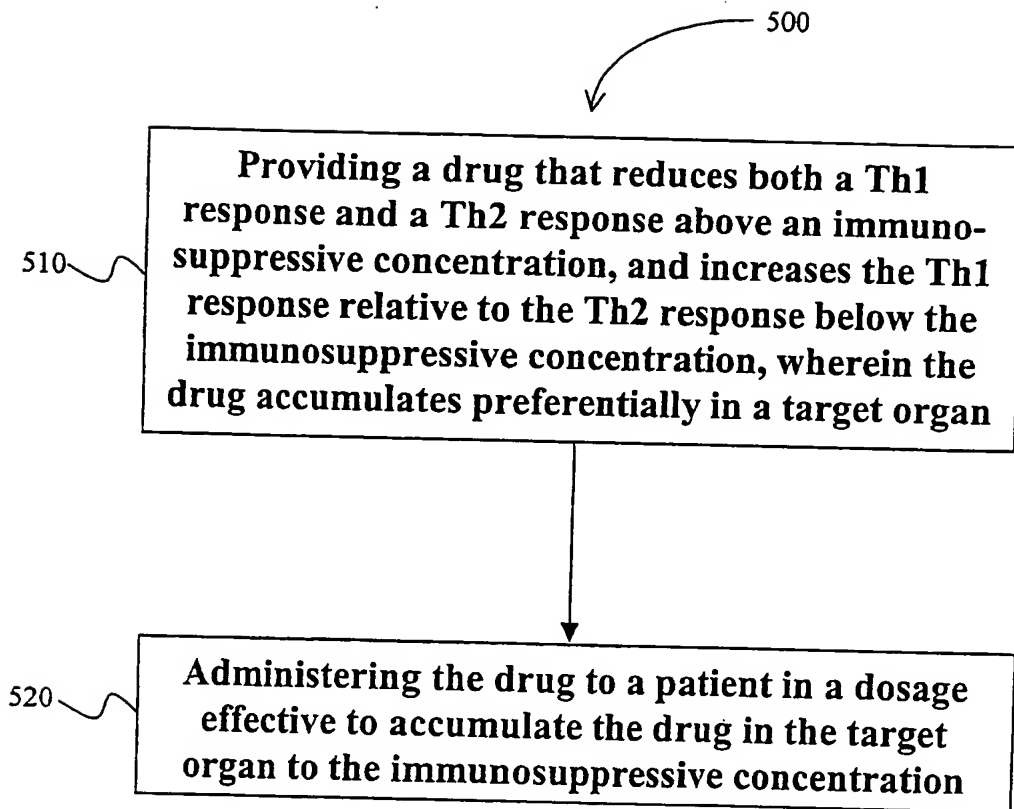 500
Providing a drug that reduces both a Th1
response and a Th2 response above an immuno-
suppressive concentration, and increases the Th1
response relative to the Th2 response below the
immunosuppressive concentration, wherein the
drug accumulates preferentially in a target organ
510
Administering the drug to a patient in a dosage
effective to accumulate the drug in the target
organ to the immunosuppressive concentration
520